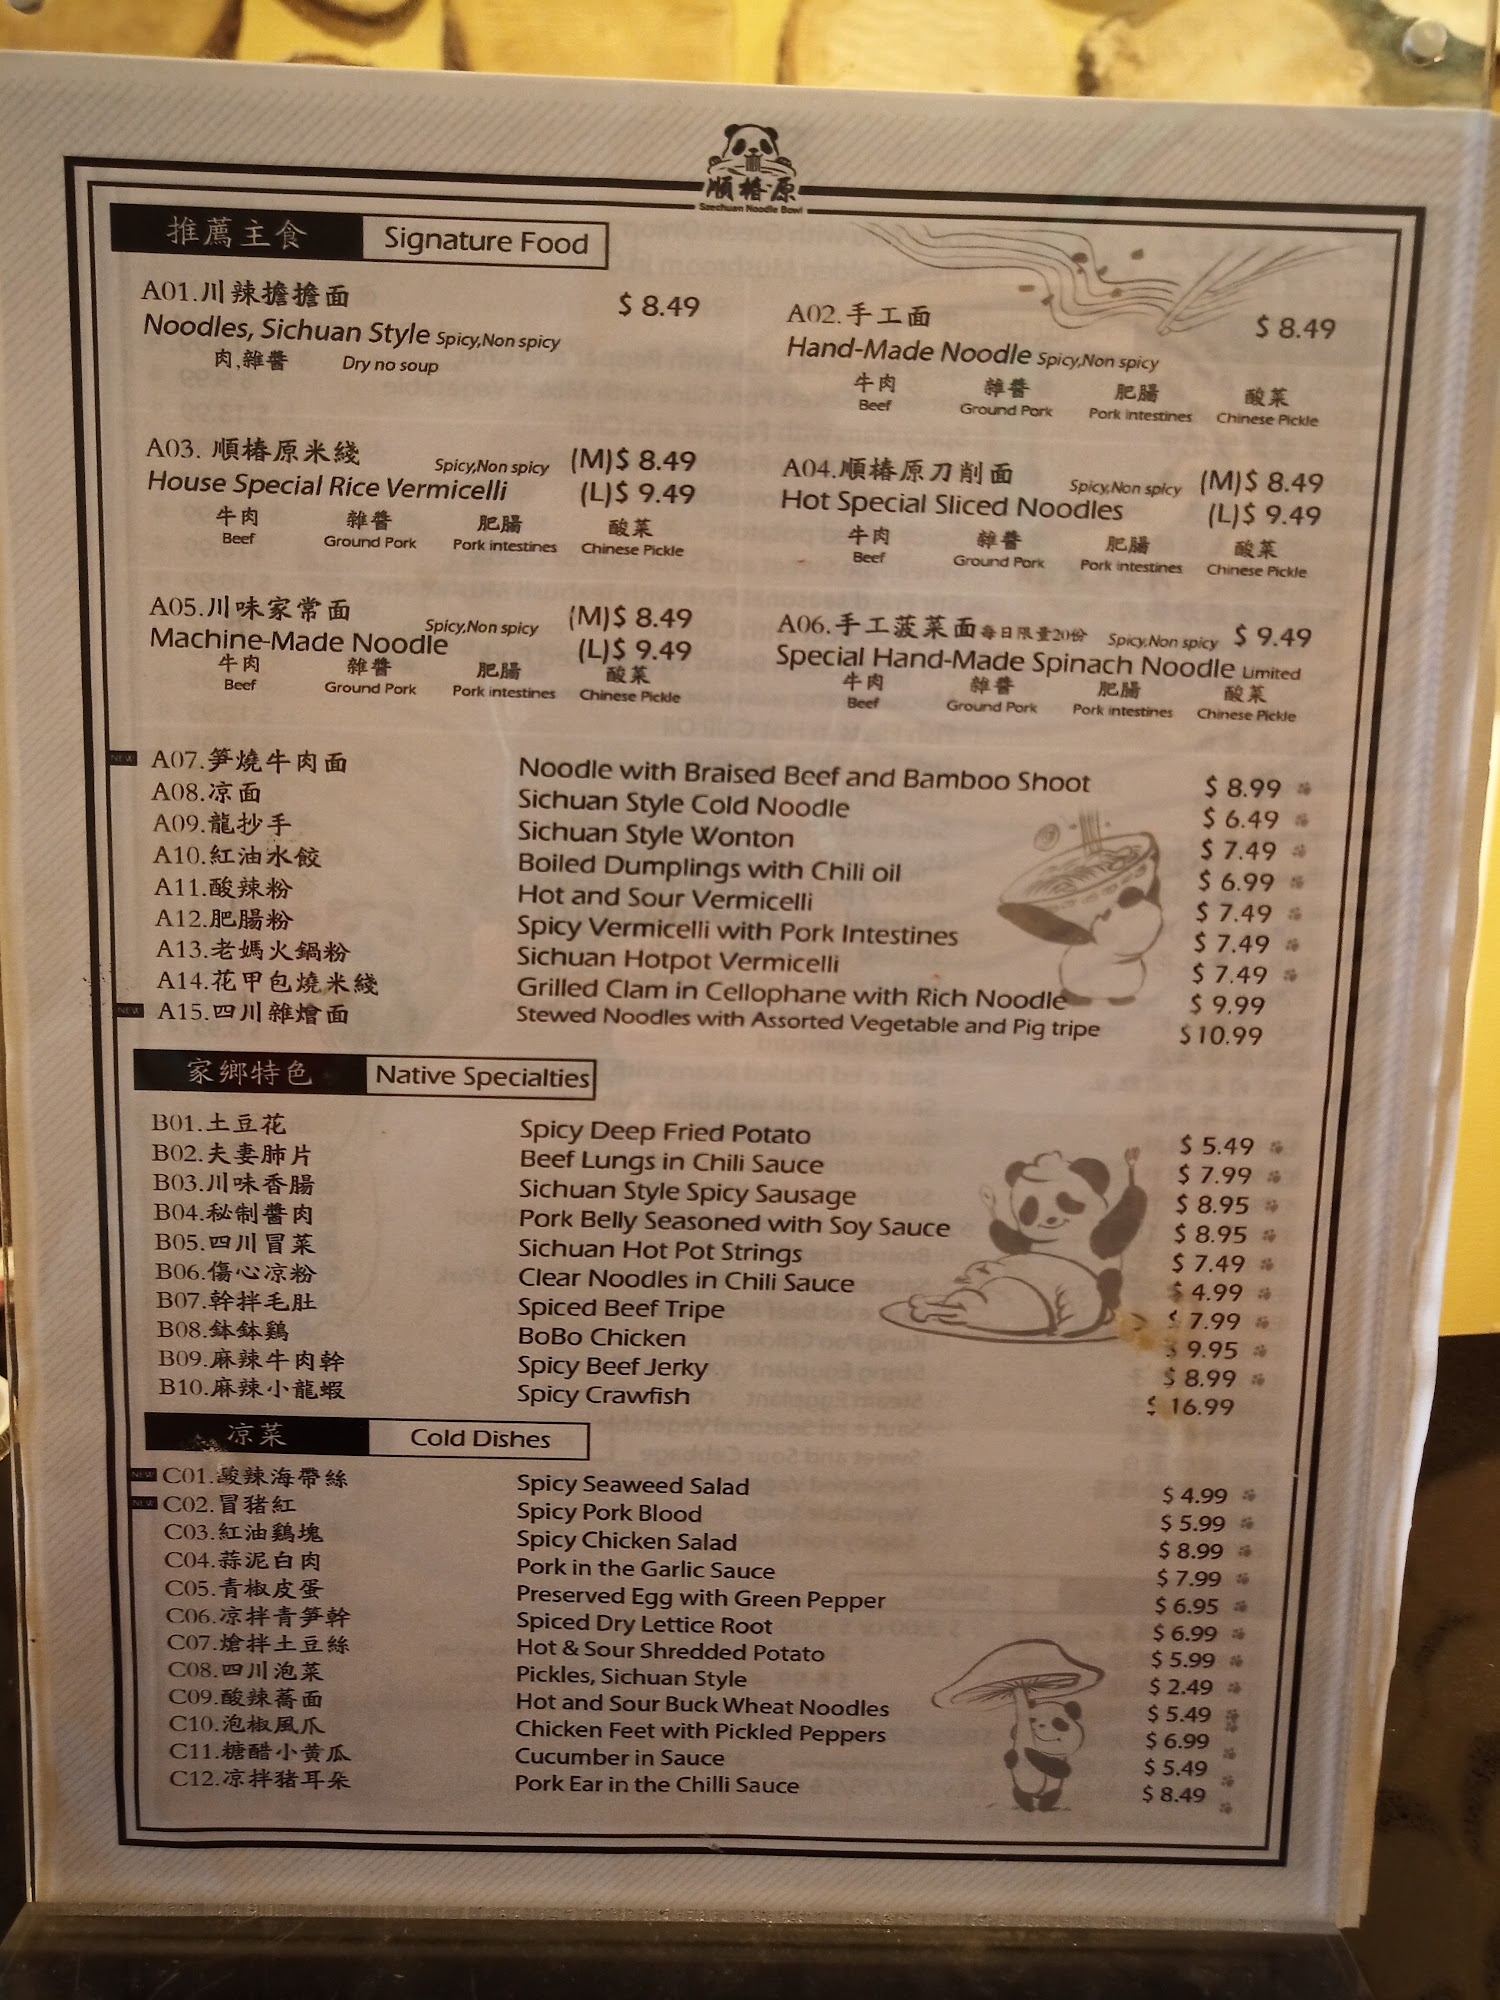 順椿源
Szechuan Noodle Bowl
推薦主食 Signature Food
A01.川辣擔擔面 $ 8.49
Noodles, Sichuan Style Spicy,Non spicy
肉,雜醬 Dry no soup
A02.手工面 $ 8.49
Hand-Made Noodle Spicy,Non spicy
牛肉 雜醬 肥腸 酸菜
Beef Ground Pork Pork intestines Chinese Pickle
A03. 順椿原米綫 Spicy,Non spicy (M)$ 8.49
House Special Rice Vermicelli (L)$ 9.49
牛肉 雜醬 肥腸 酸菜
Beef Ground Pork Pork intestines Chinese Pickle
A04.順椿原刀削面 Spicy,Non spicy (M)$ 8.49
Hot Special Sliced Noodles (L)$ 9.49
牛肉 雜醬 肥腸 酸菜
Beef Ground Pork Pork intestines Chinese Pickle
A05.川味家常面 Spicy,Non spicy (M)$ 8.49
Machine-Made Noodle (L)$ 9.49
牛肉 雜醬 肥腸 酸菜
Beef Ground Pork Pork intestines Chinese Pickle
A06.手工菠菜面每日限量20份 Spicy,Non spicy $ 9.49
Special Hand-Made Spinach Noodle Limited
牛肉 雜醬 肥腸 酸菜
Beef Ground Pork Pork intestines Chinese Pickle
NEW A07.笋燒牛肉面 Noodle with Braised Beef and Bamboo Shoot $ 8.99
A08.凉面 Sichuan Style Cold Noodle $ 6.49
A09.龍抄手 Sichuan Style Wonton $ 7.49
A10.紅油水餃 Boiled Dumplings with Chili oil $ 6.99
A11.酸辣粉 Hot and Sour Vermicelli $ 7.49
A12.肥腸粉 Spicy Vermicelli with Pork Intestines $ 7.49
A13.老媽火鍋粉 Sichuan Hotpot Vermicelli $ 7.49
A14.花甲包燒米綫 Grilled Clam in Cellophane with Rich Noodle $ 9.99
NEW A15.四川雜燴面 Stewed Noodles with Assorted Vegetable and Pig tripe $10.99
家鄉特色 Native Specialties
B01.土豆花 Spicy Deep Fried Potato $ 5.49
B02.夫妻肺片 Beef Lungs in Chili Sauce $ 7.99
B03.川味香腸 Sichuan Style Spicy Sausage $ 8.95
B04.秘制醬肉 Pork Belly Seasoned with Soy Sauce $ 8.95
B05.四川冒菜 Sichuan Hot Pot Strings $ 7.49
B06.傷心凉粉 Clear Noodles in Chili Sauce $ 4.99
B07.幹拌毛肚 Spiced Beef Tripe $ 7.99
B08.鉢鉢鷄 BoBo Chicken $ 9.95
B09.麻辣牛肉幹 Spicy Beef Jerky $ 8.99
B10.麻辣小龍蝦 Spicy Crawfish $ 16.99
凉菜 Cold Dishes
NEW C01.酸辣海帶絲 Spicy Seaweed Salad $ 4.99
NEW C02.冒猪紅 Spicy Pork Blood $ 5.99
C03.紅油鷄塊 Spicy Chicken Salad $ 8.99
C04.蒜泥白肉 Pork in the Garlic Sauce $ 7.99
C05.青椒皮蛋 Preserved Egg with Green Pepper $ 6.95
C06.凉拌青笋幹 Spiced Dry Lettice Root $ 6.99
C07.熗拌土豆絲 Hot & Sour Shredded Potato $ 5.99
C08.四川泡菜 Pickles, Sichuan Style $ 2.49
C09.酸辣蕎面 Hot and Sour Buck Wheat Noodles $ 5.49
C10.泡椒風爪 Chicken Feet with Pickled Peppers $ 6.99
C11.糖醋小黄瓜 Cucumber in Sauce $ 5.49
C12.凉拌猪耳朵 Pork Ear in the Chilli Sauce $ 8.49